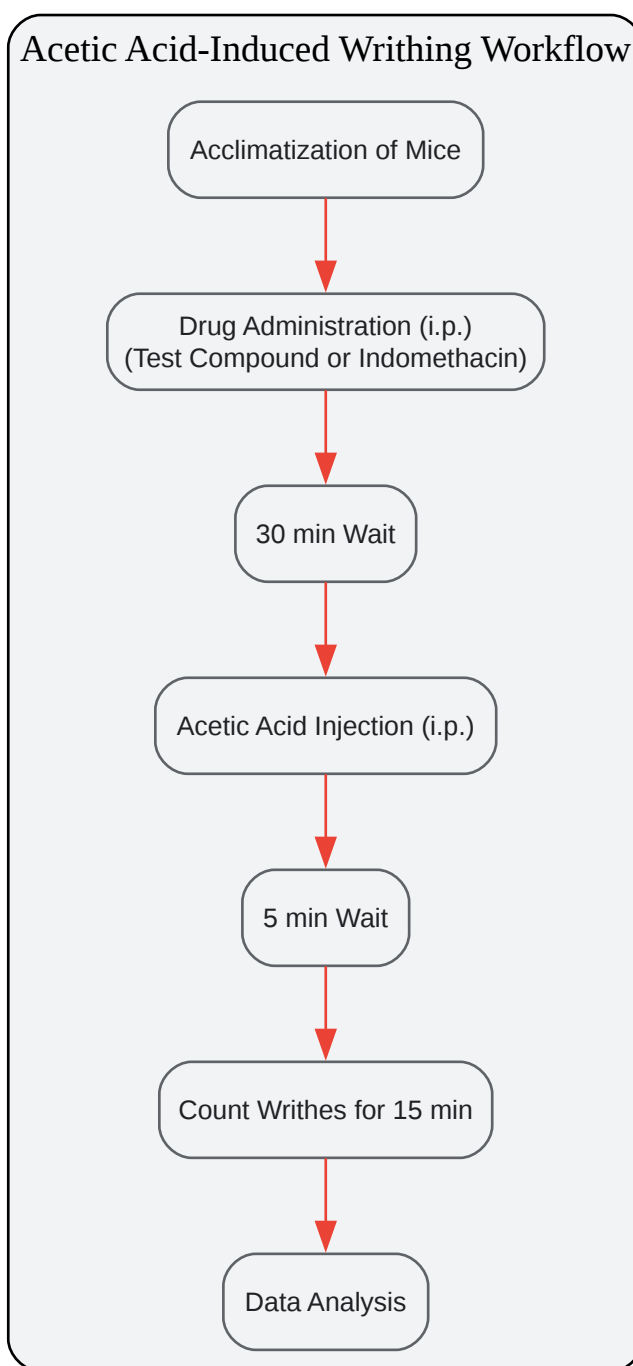 Acetic Acid-Induced Writhing Workflow
Acclimatization of Mice
Drug Administration (i.p.)
(Test Compound or Indomethacin)
30 min Wait
Acetic Acid Injection (i.p.)
5 min Wait
Count Writhes for 15 min
Data Analysis